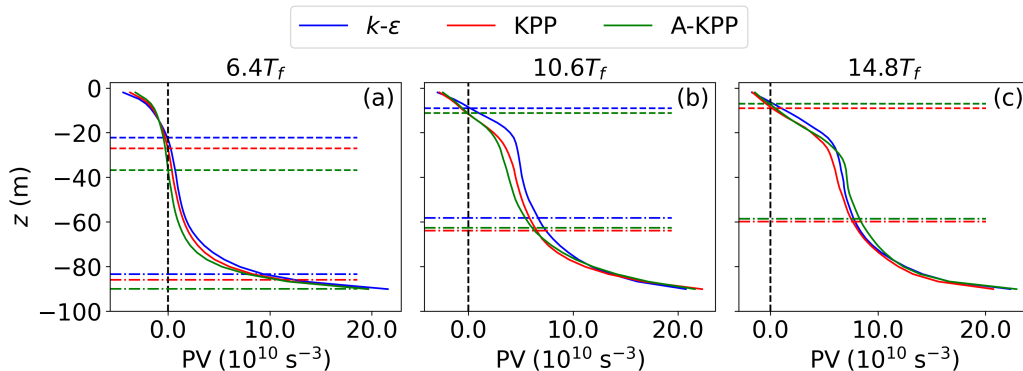 k-ε KPP A-KPP
6.4T_f 10.6T_f 14.8T_f
(a) (b) (c)
0
−20
−40
−60
−80
−100
z (m)
0.0 10.0 20.0 0.0 10.0 20.0 0.0 10.0 20.0
PV (10^10 s^−3) PV (10^10 s^−3) PV (10^10 s^−3)